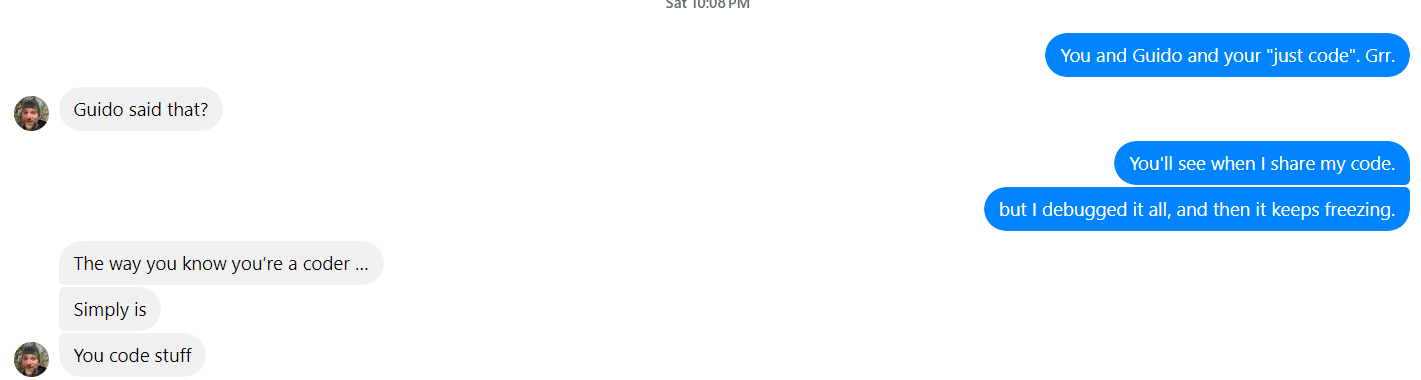 Sat 10:08 PM
You and Guido and your "just code". Grr.
Guido said that?
You'll see when I share my code.
but I debugged it all, and then it keeps freezing.
The way you know you’re a coder ...
Simply is
You code stuff